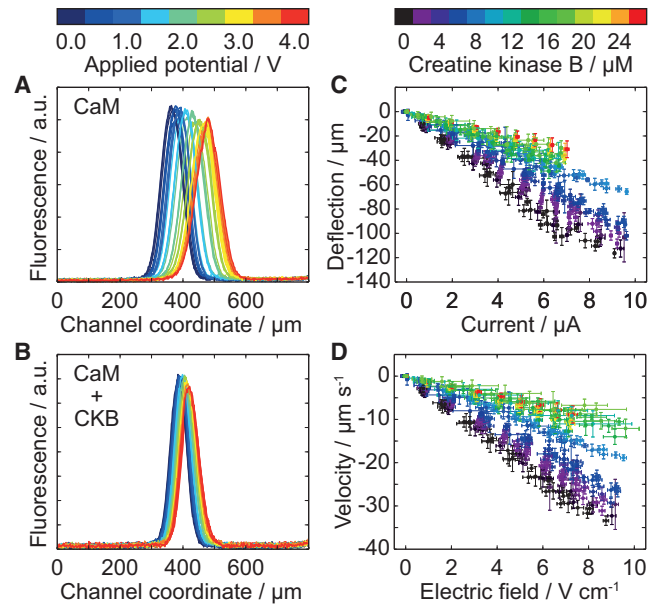 0.0 1.0 2.0 3.0 4.0
Applied potential / V
0 4 8 12 16 20 24
Creatine kinase B / µM
A
CaM
Fluorescence / a.u.
0 200 400 600
Channel coordinate / µm
B
CaM
+
CKB
Fluorescence / a.u.
0 200 400 600
Channel coordinate / µm
C
Deflection / µm
0
-20
-40
-60
-80
-100
-120
-140
0 2 4 6 8 10
Current / µA
D
Velocity / µm s⁻¹
0
-10
-20
-30
-40
0 2 4 6 8 10
Electric field / V cm⁻¹